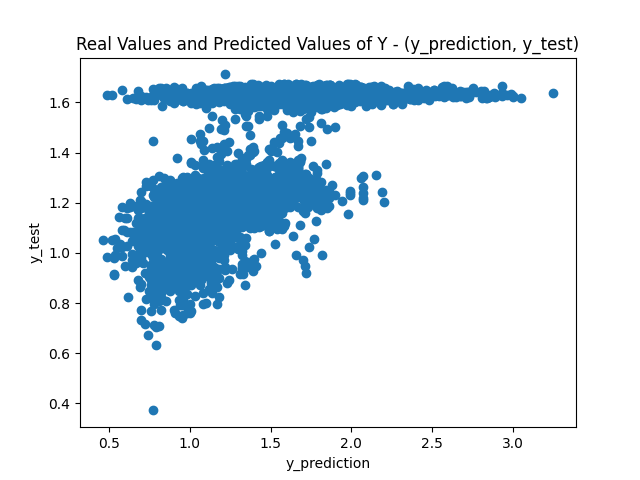 Real Values and Predicted Values of Y - (y_prediction, y_test)
1.6
1.4
1.2
1.0
0.8
0.6
0.4
y_test
0.5 1.0 1.5 2.0 2.5 3.0
y_prediction